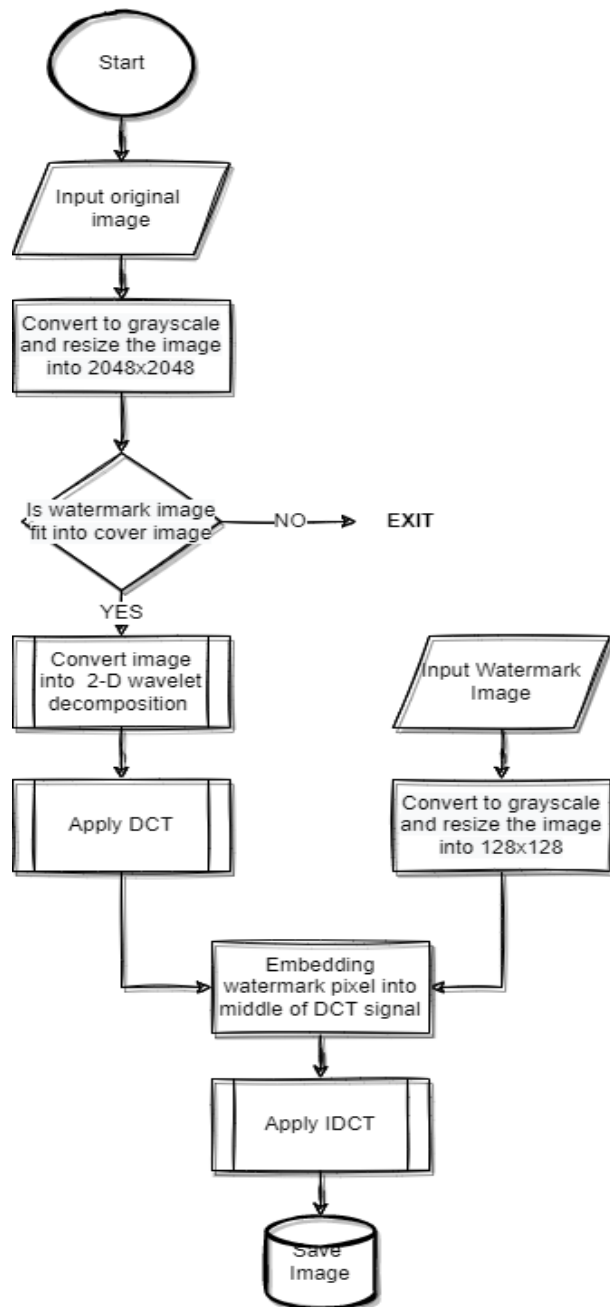 Start
Input original
image
Convert to grayscale
and resize the image
into 2048x2048
Is watermark image
fit into cover image
NO
EXIT
YES
Convert image
into 2-D wavelet
decomposition
Input Watermark
Image
Apply DCT
Convert to grayscale
and resize the image
into 128x128
Embedding
watermark pixel into
middle of DCT signal
Apply IDCT
Save
Image